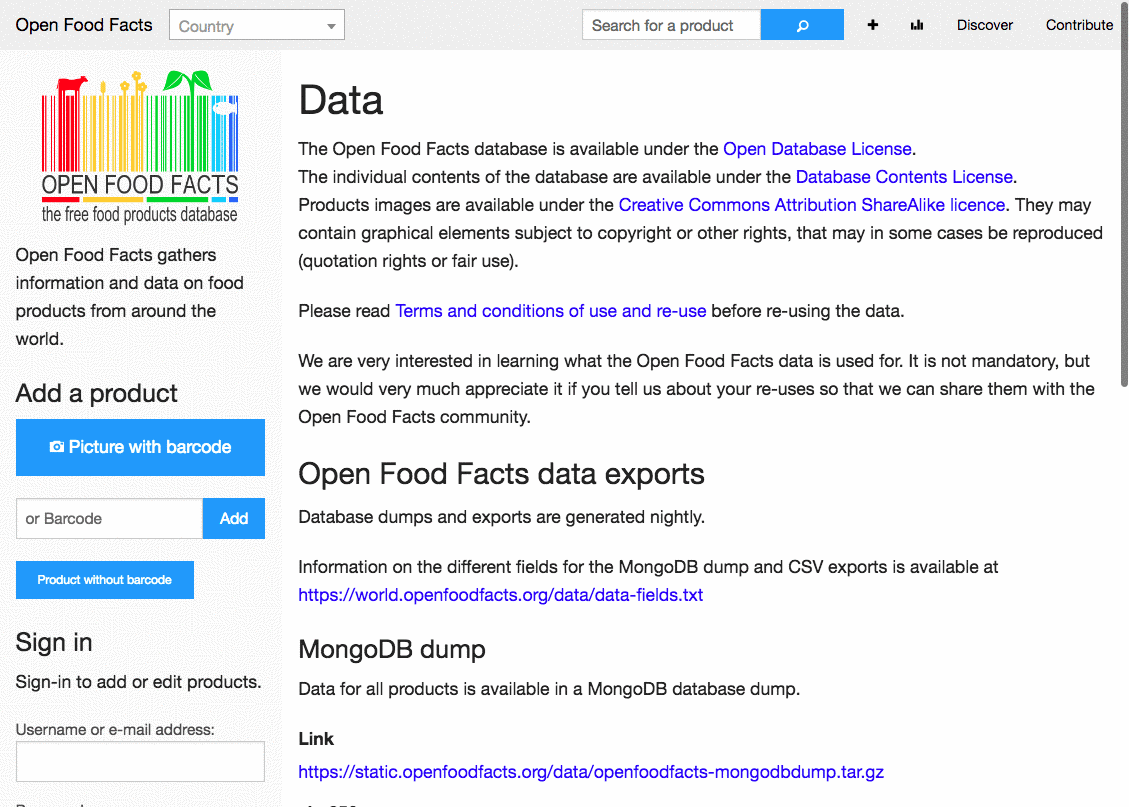 Open Food Facts
Country
Search for a product
Discover
Contribute
OPEN FOOD FACTS
the free food products database
Open Food Facts gathers
information and data on food
products from around the
world.
Add a product
Picture with barcode
or Barcode
Add
Product without barcode
Sign in
Sign-in to add or edit products.
Username or e-mail address:
Data
The Open Food Facts database is available under the Open Database License.
The individual contents of the database are available under the Database Contents License.
Products images are available under the Creative Commons Attribution ShareAlike licence. They may
contain graphical elements subject to copyright or other rights, that may in some cases be reproduced
(quotation rights or fair use).
Please read Terms and conditions of use and re-use before re-using the data.
We are very interested in learning what the Open Food Facts data is used for. It is not mandatory, but
we would very much appreciate it if you tell us about your re-uses so that we can share them with the
Open Food Facts community.
Open Food Facts data exports
Database dumps and exports are generated nightly.
Information on the different fields for the MongoDB dump and CSV exports is available at
https://world.openfoodfacts.org/data/data-fields.txt
MongoDB dump
Data for all products is available in a MongoDB database dump.
Link
https://static.openfoodfacts.org/data/openfoodfacts-mongodbdump.tar.gz